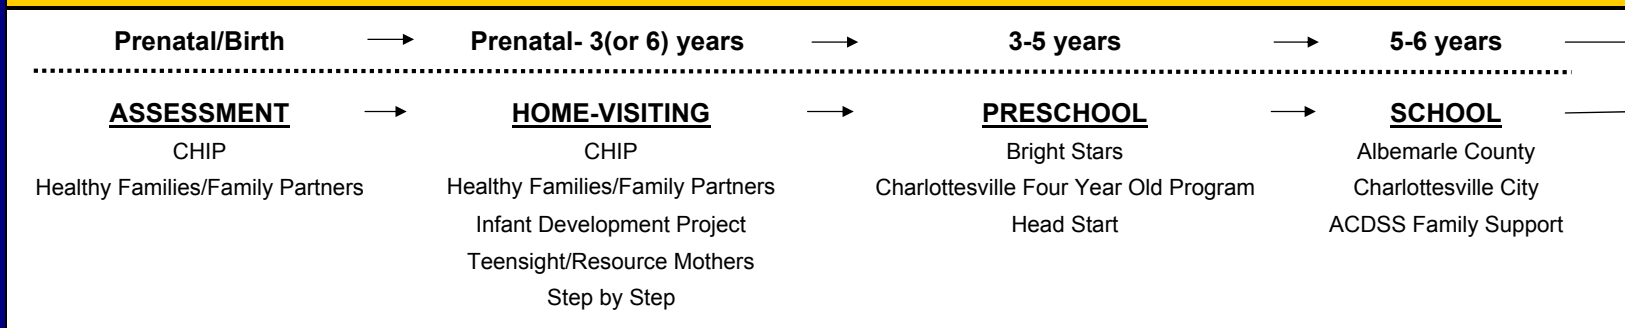 Prenatal/Birth
Prenatal- 3(or 6) years
3-5 years
5-6 years
ASSESSMENT
CHIP
Healthy Families/Family Partners
HOME-VISITING
CHIP
Healthy Families/Family Partners
Infant Development Project
Teensight/Resource Mothers
Step by Step
PRESCHOOL
Bright Stars
Charlottesville Four Year Old Program
Head Start
SCHOOL
Albemarle County
Charlottesville City
ACDSS Family Support